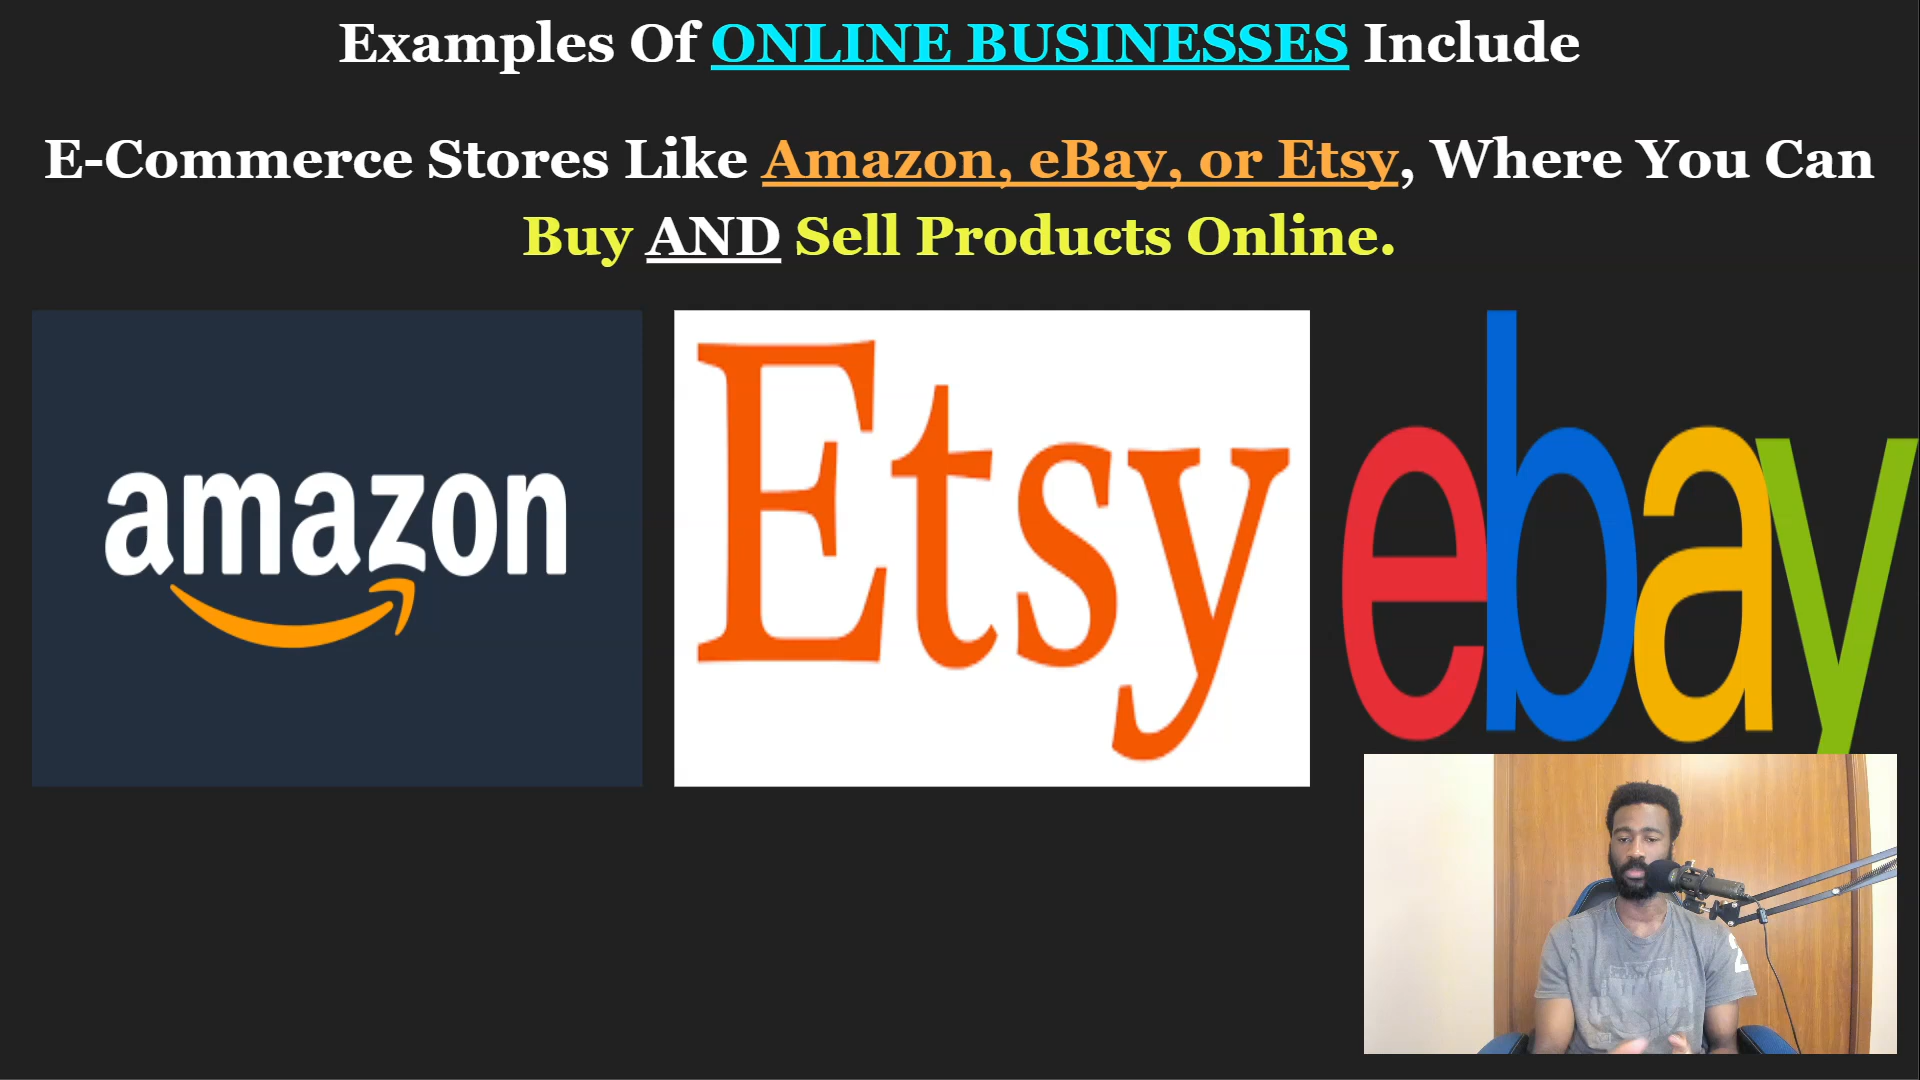 Examples Of ONLINE BUSINESSES Include
E-Commerce Stores Like Amazon, eBay, or Etsy, Where You Can
Buy AND Sell Products Online.
amazon
Etsy
ebay